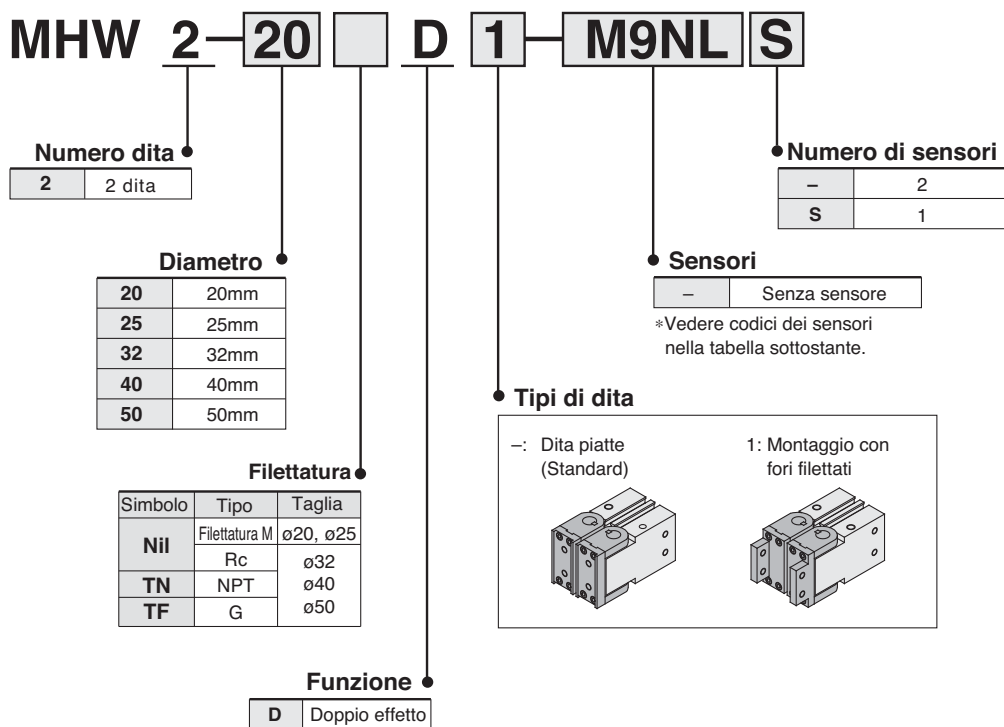 MHW 2—20 D 1—M9NL S
Numero dita
2 2 dita
Numero di sensori
– 2
S 1
Diametro
20 20mm
25 25mm
32 32mm
40 40mm
50 50mm
Sensori
– Senza sensore
*Vedere codici dei sensori
nella tabella sottostante.
Tipi di dita
–: Dita piatte
(Standard)
1: Montaggio con
fori filettati
Filettatura
Simbolo Tipo Taglia
Nil Filettatura M ø20, ø25
Rc ø32
TN NPT ø40
TF G ø50
Funzione
D Doppio effetto